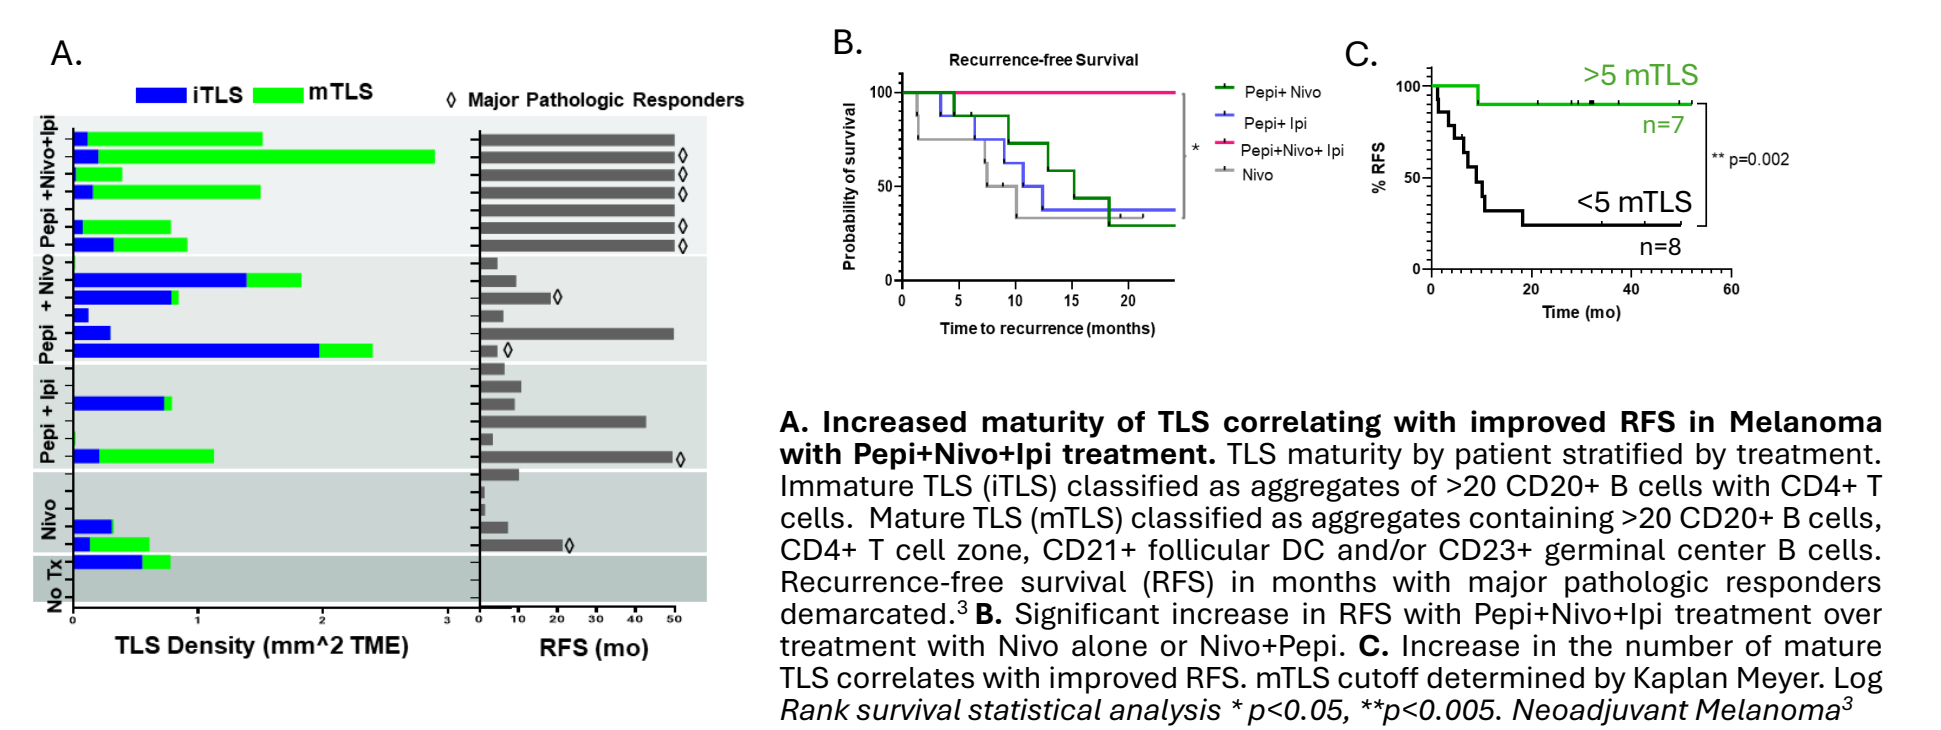 A.
iTLS
mTLS
◊ Major Pathologic Responders
Pepi +Nivo+Ipi
Pepi + Nivo
Pepi + Ipi
Nivo
No Tx
0 1 2 3
TLS Density (mm^2 TME)
0 10 20 30 40 50
RFS (mo)
B.
Recurrence-free Survival
Probability of survival
100
50
0
0 5 10 15 20
Time to recurrence (months)
*
Pepi+ Nivo
Pepi+ Ipi
Pepi+Nivo+ Ipi
Nivo
C.
% RFS
100
50
0
>5 mTLS
n=7
** p=0.002
<5 mTLS
n=8
0 20 40 60
Time (mo)
A. Increased maturity of TLS correlating with improved RFS in Melanoma
with Pepi+Nivo+Ipi treatment. TLS maturity by patient stratified by treatment.
Immature TLS (iTLS) classified as aggregates of >20 CD20+ B cells with CD4+ T
cells. Mature TLS (mTLS) classified as aggregates containing >20 CD20+ B cells,
CD4+ T cell zone, CD21+ follicular DC and/or CD23+ germinal center B cells.
Recurrence-free survival (RFS) in months with major pathologic responders
demarcated.³ B. Significant increase in RFS with Pepi+Nivo+Ipi treatment over
treatment with Nivo alone or Nivo+Pepi. C. Increase in the number of mature
TLS correlates with improved RFS. mTLS cutoff determined by Kaplan Meyer. Log
Rank survival statistical analysis * p<0.05, **p<0.005. Neoadjuvant Melanoma³